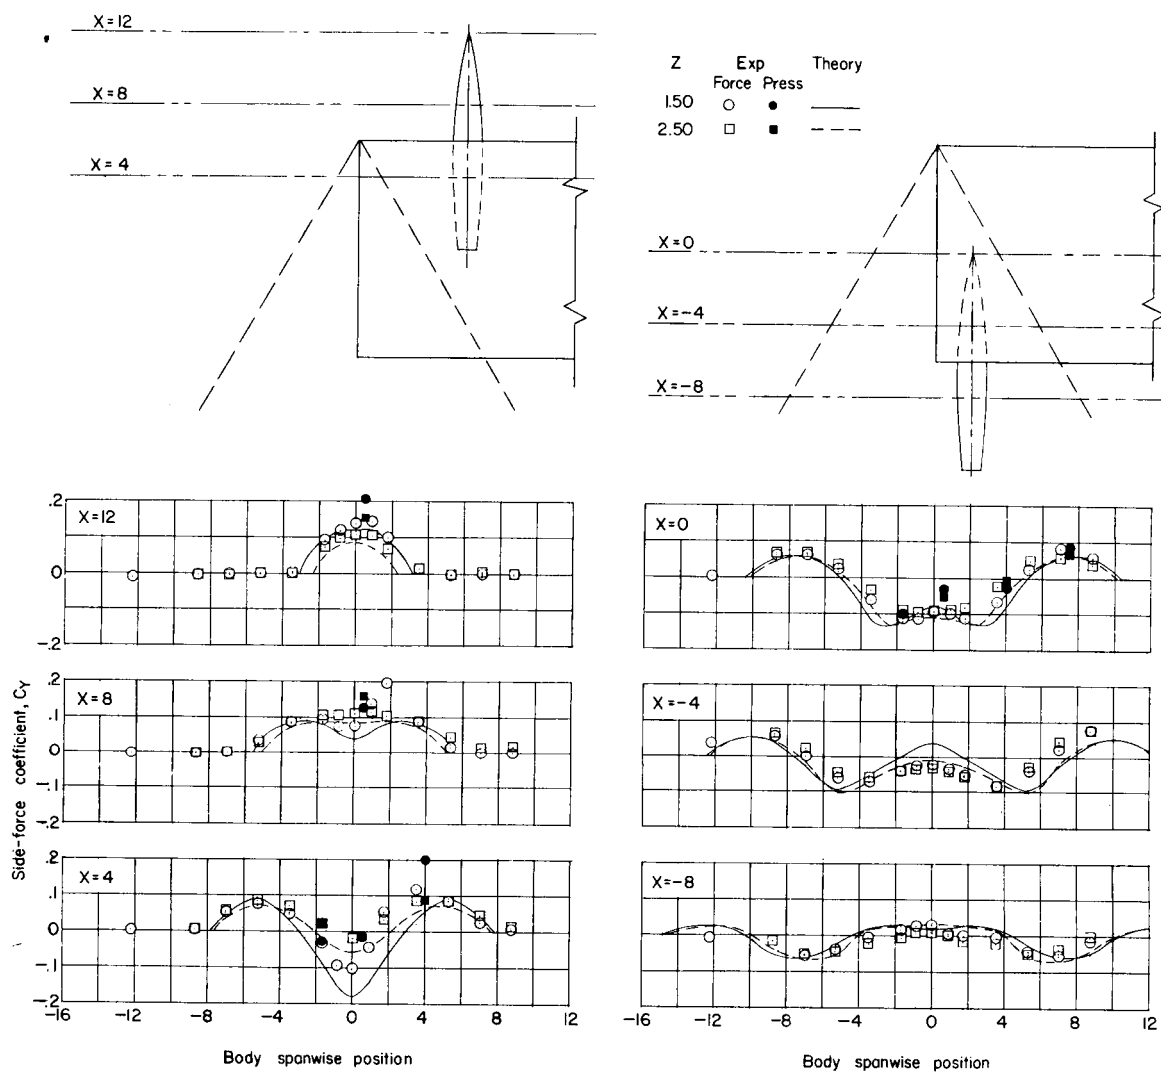 X=12
X=8
X=4
Z Exp Theory
Force Press
1.50
2.50
X=0
X=-4
X=-8
Side-force coefficient, CY
.2
.1
0
-.2
X=12
.2
.1
0
-.1
-.2
X=8
.2
.1
0
-.1
-.2
X=4
-16 -12 -8 -4 0 4 8 12
Body spanwise position
X=0
X=-4
X=-8
-16 -12 -8 -4 0 4 8 12
Body spanwise position